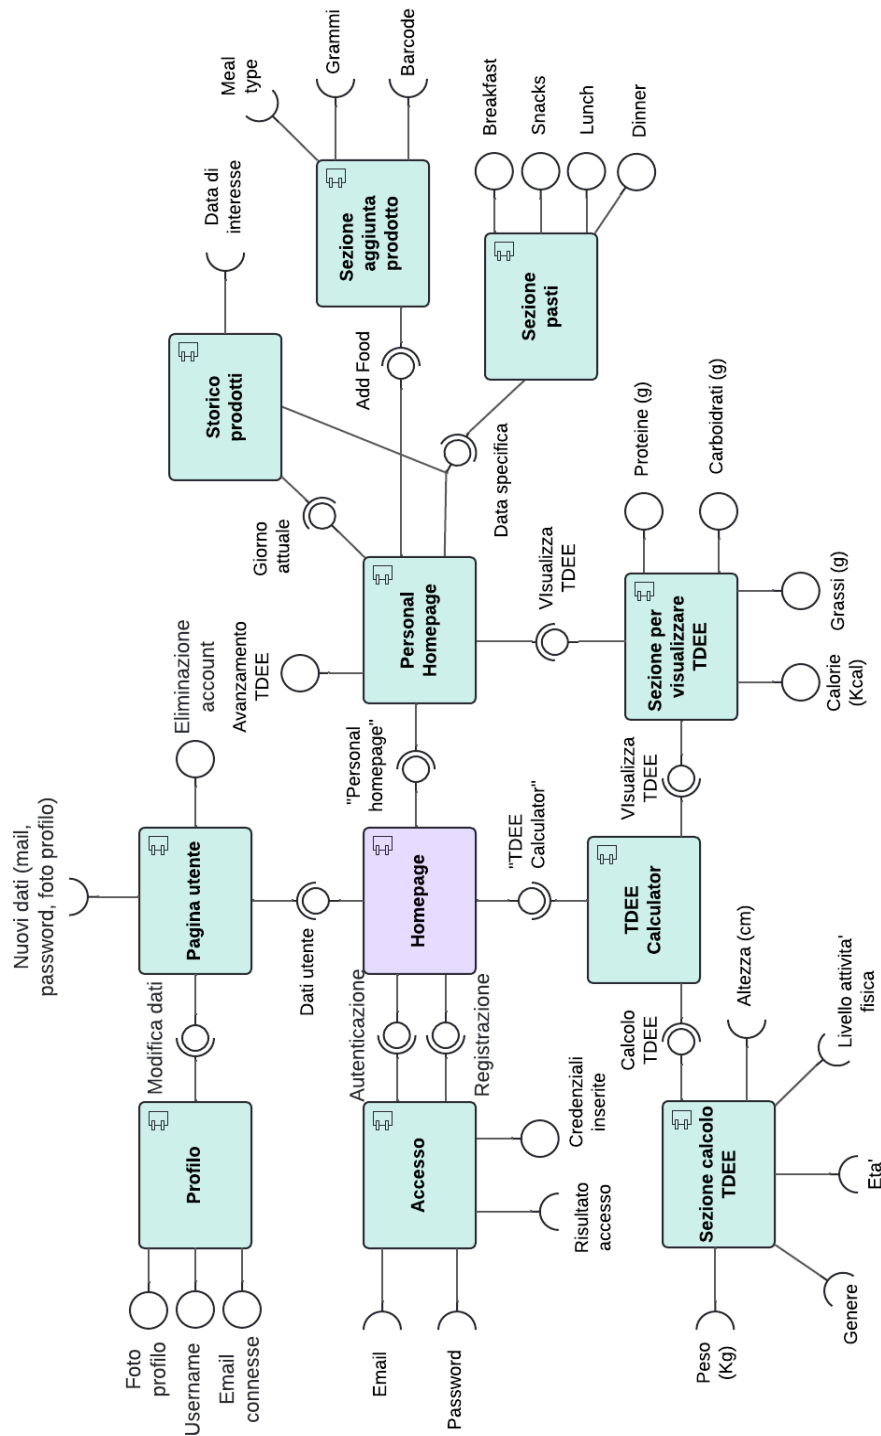 Nuovi dati (mail,
password, foto profilo)
Foto
profilo
Username
Email
connesse
Profilo
Modifica dati
Pagina utente
Eliminazione
account
Data di
interesse
Storico
prodotti
Meal
type
Grammi
Barcode
Sezione
aggiunta
prodotto
Giorno
attuale
Avanzamento
TDEE
Dati utente
Add Food
Email
Password
Accesso
Autenticazione
Registrazione
Homepage
"Personal
homepage"
Personal
Homepage
Data specifica
Sezione
pasti
Breakfast
Snacks
Lunch
Dinner
Risultato
accesso
Credenziali
inserite
"TDEE
Calculator"
VIsualizza
TDEE
Calcolo
TDEE
TDEE
Calculator
VIsualizza
TDEE
Sezione per
visualizzare
TDEE
Proteine (g)
Carboidrati (g)
Peso
(Kg)
Sezione calcolo
TDEE
Altezza (cm)
Genere
Eta'
Livello attivita'
fisica
Calorie
(Kcal)
Grassi (g)